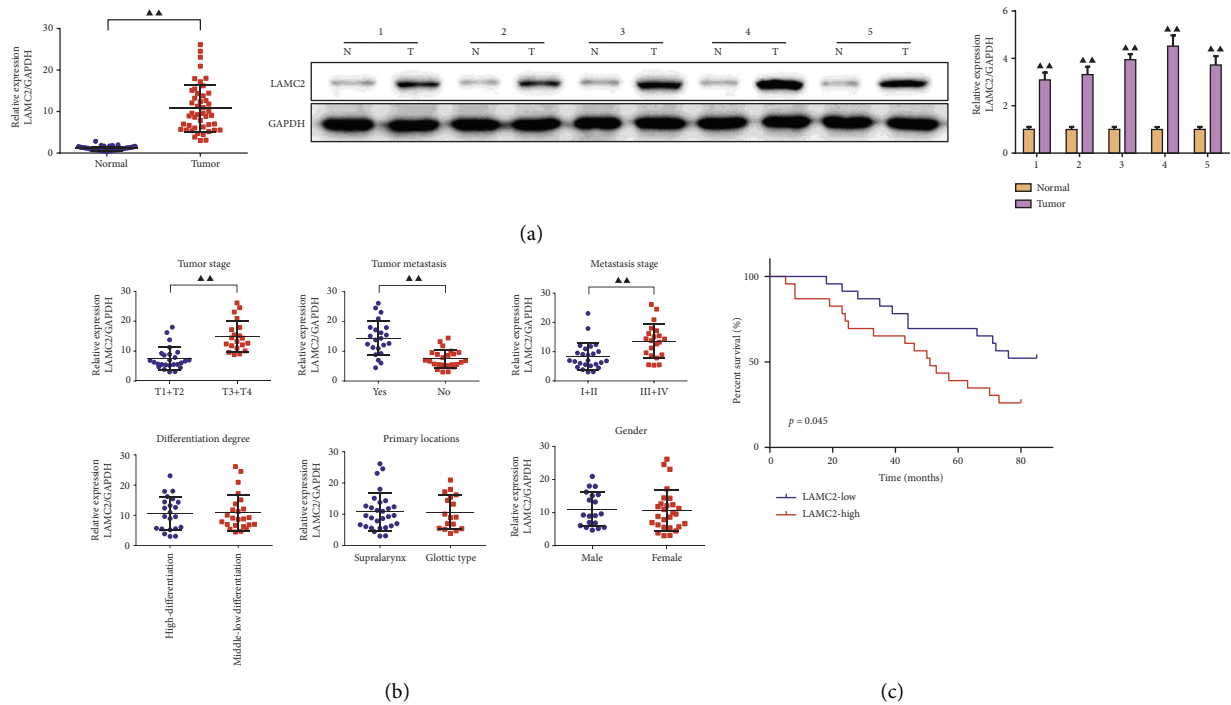 Relative expression
LAMC2/GAPDH
30
20
10
0
▲▲
Normal
Tumor
1
2
3
4
5
N
T
N
T
N
T
N
T
N
T
LAMC2
GAPDH
Relative expression
LAMC2/GAPDH
6
4
2
0
▲▲
▲▲
▲▲
▲▲
▲▲
1
2
3
4
5
Normal
Tumor
(a)
Tumor stage
▲▲
Relative expression
LAMC2/GAPDH
30
20
10
0
T1+T2
T3+T4
Tumor metastasis
▲▲
Relative expression
LAMC2/GAPDH
30
20
10
0
Yes
No
Metastasis stage
▲▲
Relative expression
LAMC2/GAPDH
30
20
10
0
I+II
III+IV
Differentiation degree
Relative expression
LAMC2/GAPDH
30
20
10
0
High-differentiation
Middle-low differentiation
Primary locations
Relative expression
LAMC2/GAPDH
30
20
10
0
Supralarynx
Glottic type
Gender
Relative expression
LAMC2/GAPDH
30
20
10
0
Male
Female
(b)
Percent survival (%)
100
50
0
p = 0.045
0
20
40
60
80
Time (months)
LAMC2-low
LAMC2-high
(c)